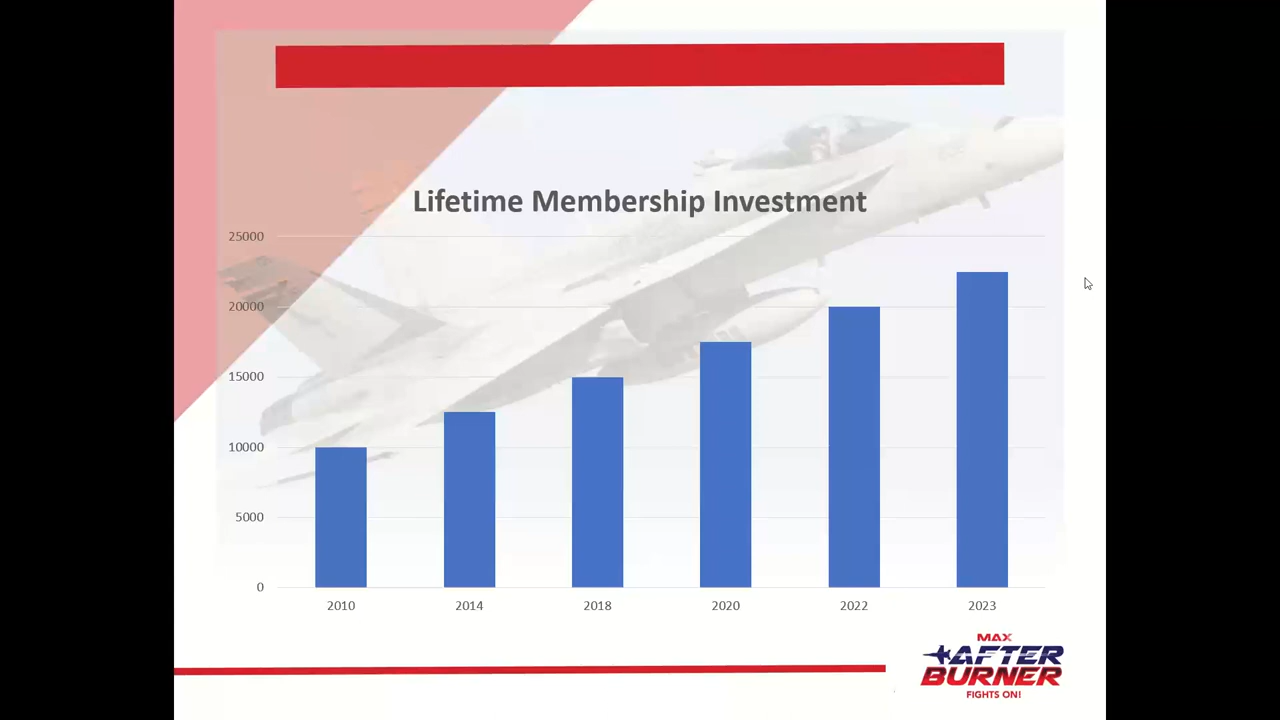 Lifetime Membership Investment
25000
20000
15000
10000
5000
0
2010 2014 2018 2020 2022 2023
MAX
AFTER
BURNER
FIGHTS ON!